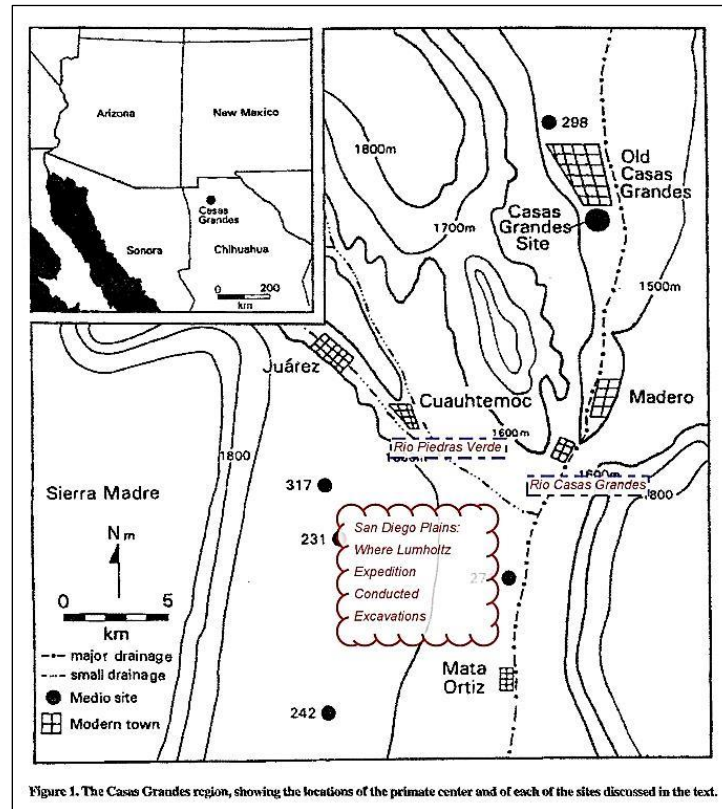 Arizona
New Mexico
Casas
Grandes
Sonora
Chihuahua
0 200
km
298
1800m
Old
Casas
Grandes
Casas
Grandes
Site
1700m
1500m
Juárez
Cuauhtemoc
Madero
1600m
Rio Piedras Verde
1800
Rio Casas Grandes
800
317
Sierra Madre
231
San Diego Plains:
Where Lumholtz
Expedition
Conducted
Excavations
27
N m
0 5
km
major drainage
small drainage
Medio site
Modern town
Mata
Ortiz
242
Figure 1. The Casas Grandes region, showing the locations of the primate center and of each of the sites discussed in the text.